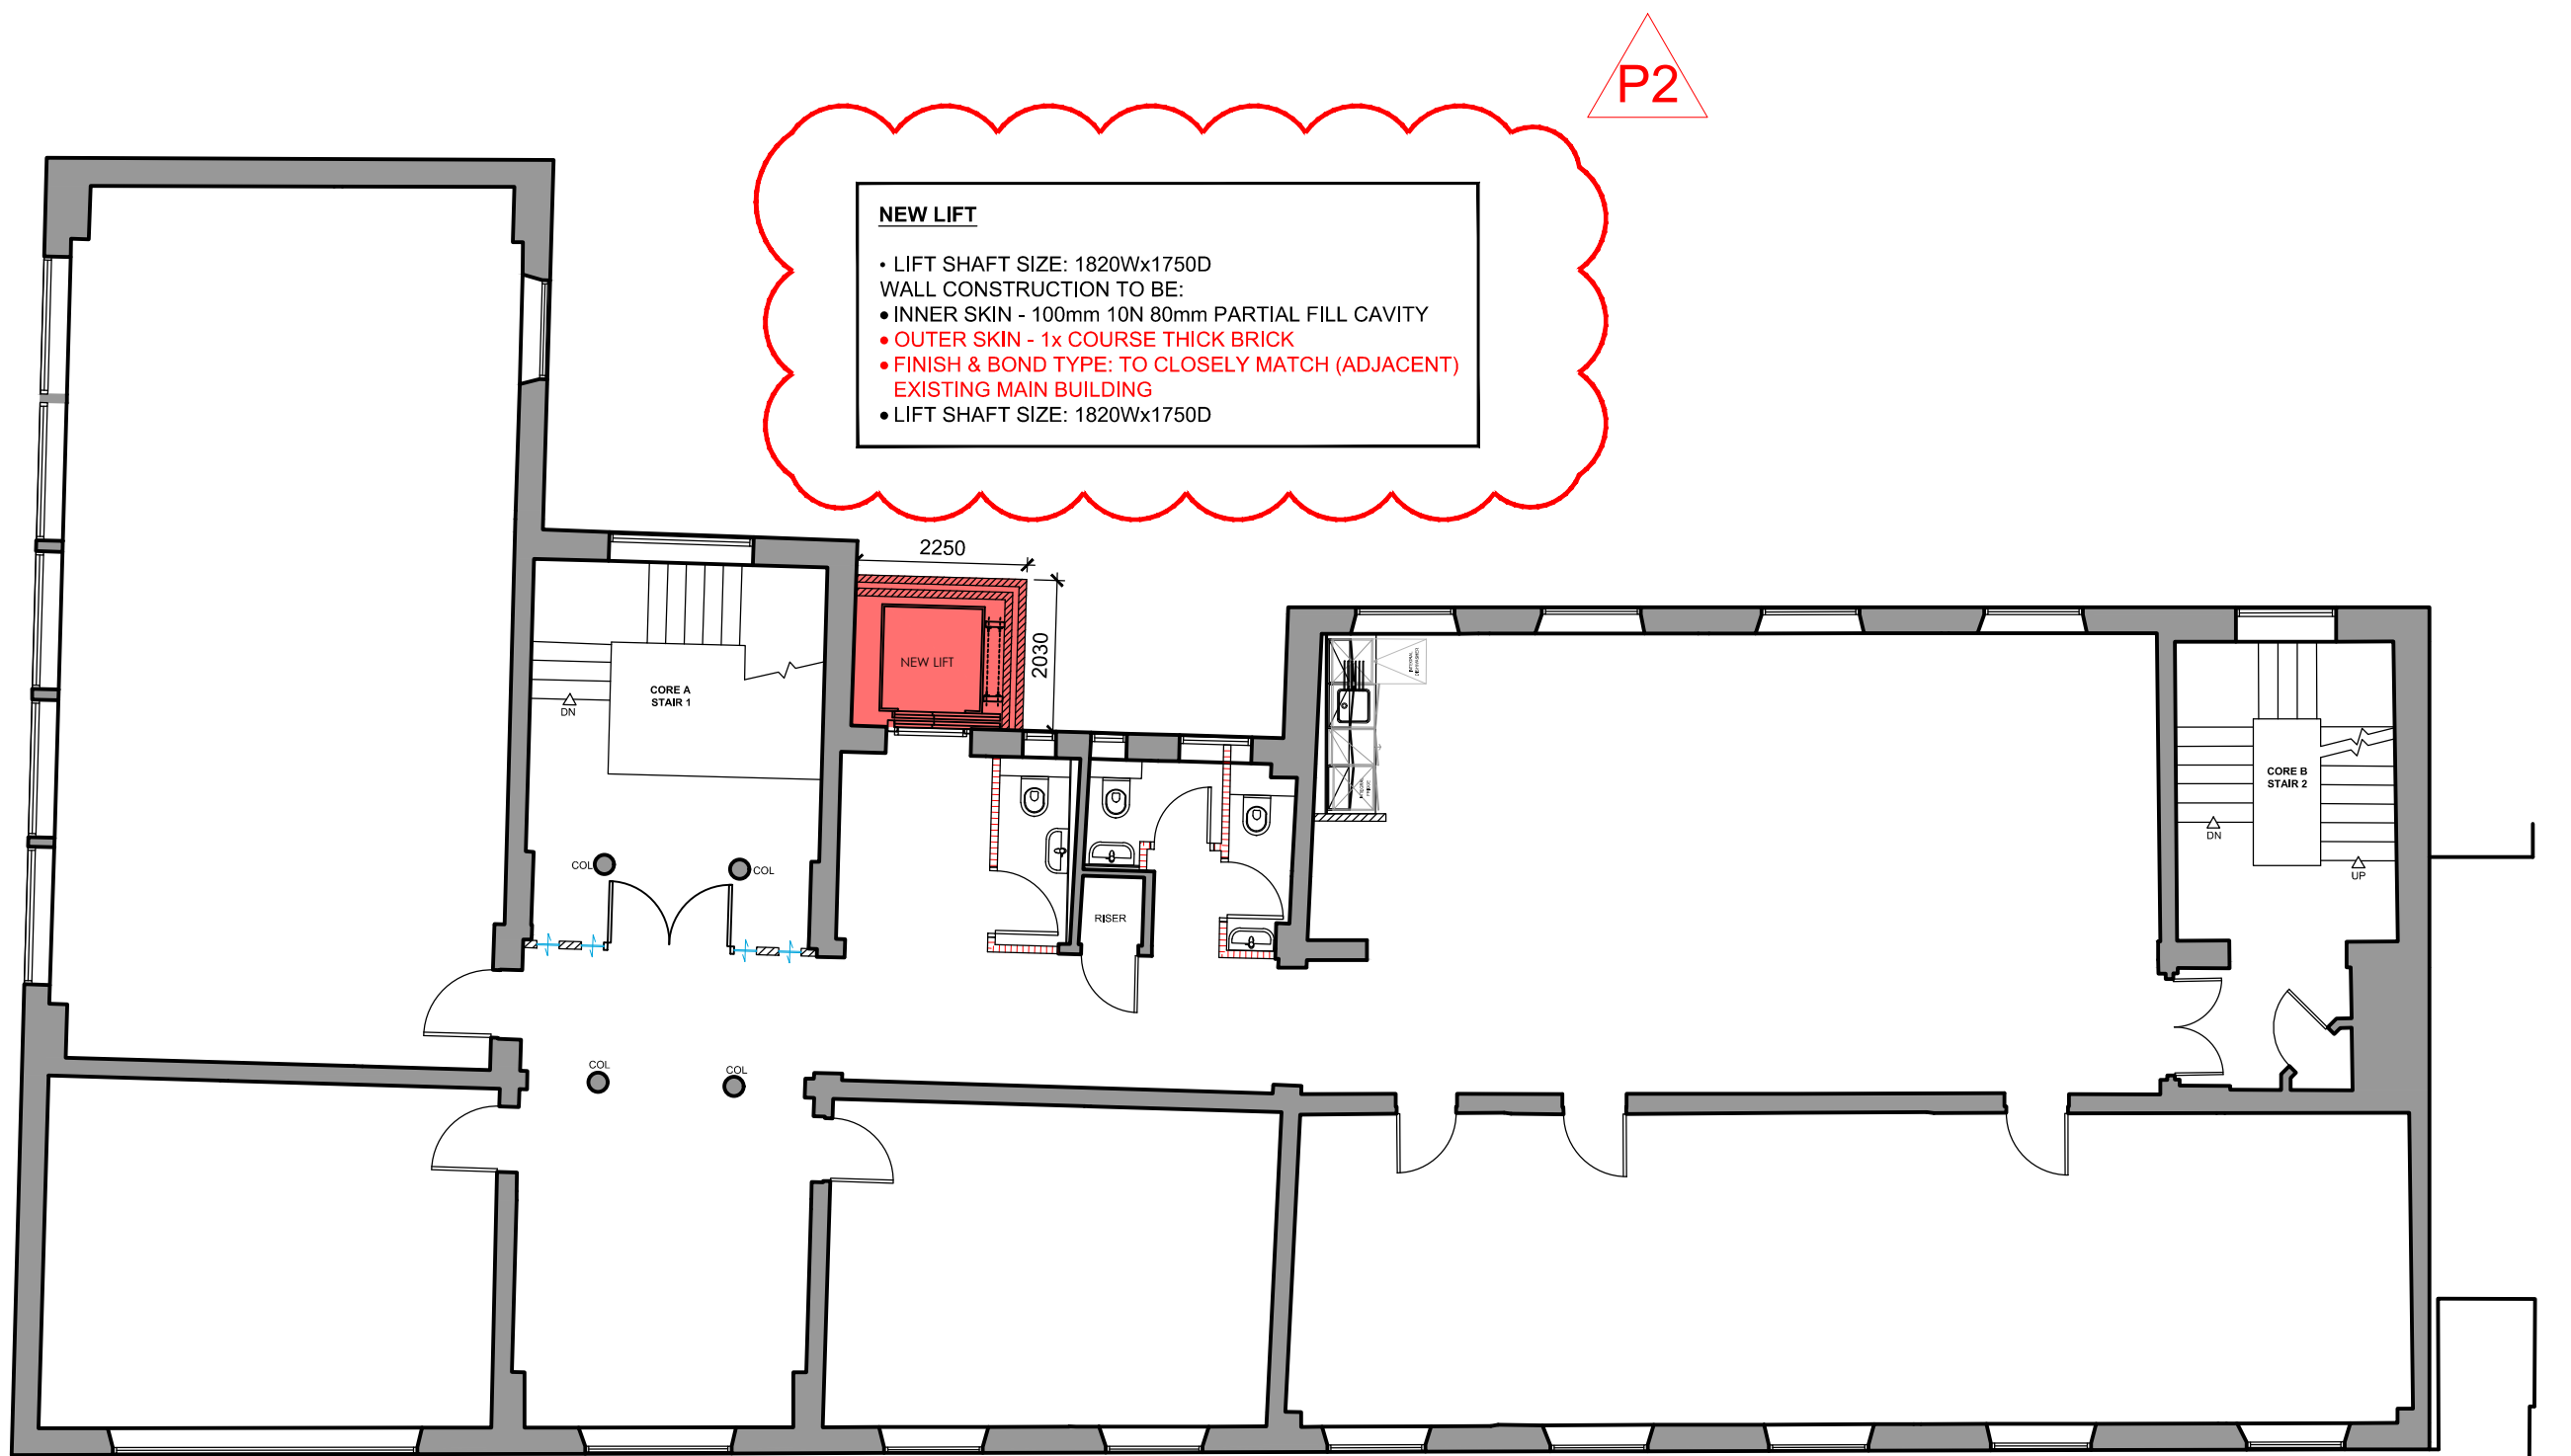 P2
NEW LIFT
• LIFT SHAFT SIZE: 1820Wx1750D
WALL CONSTRUCTION TO BE:
• INNER SKIN - 100mm 10N 80mm PARTIAL FILL CAVITY
• OUTER SKIN - 1x COURSE THICK BRICK
• FINISH & BOND TYPE: TO CLOSELY MATCH (ADJACENT)
EXISTING MAIN BUILDING
• LIFT SHAFT SIZE: 1820Wx1750D
2250
2030
NEW LIFT
CORE A
STAIR 1
DN
INTEGRAL
DISHWASHER
CORE B
STAIR 2
DN
UP
COL
COL
RISER
COL
COL